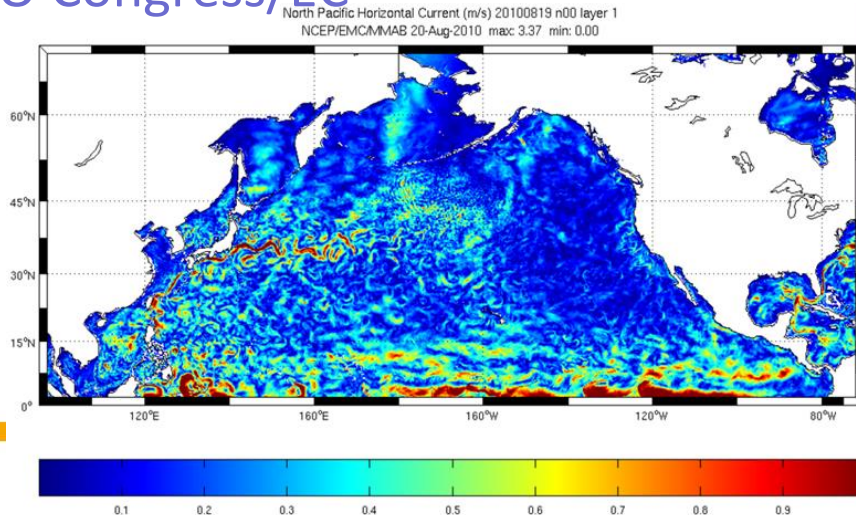 O Congress/EC
North Pacific Horizontal Current (m/s) 20100819 n00 layer 1
NCEP/EMC/MMAB 20-Aug-2010 max: 3.37 min: 0.00
60°N
45°N
30°N
15°N
0°
120°E 160°E 160°W 120°W 80°W
0.1 0.2 0.3 0.4 0.5 0.6 0.7 0.8 0.9